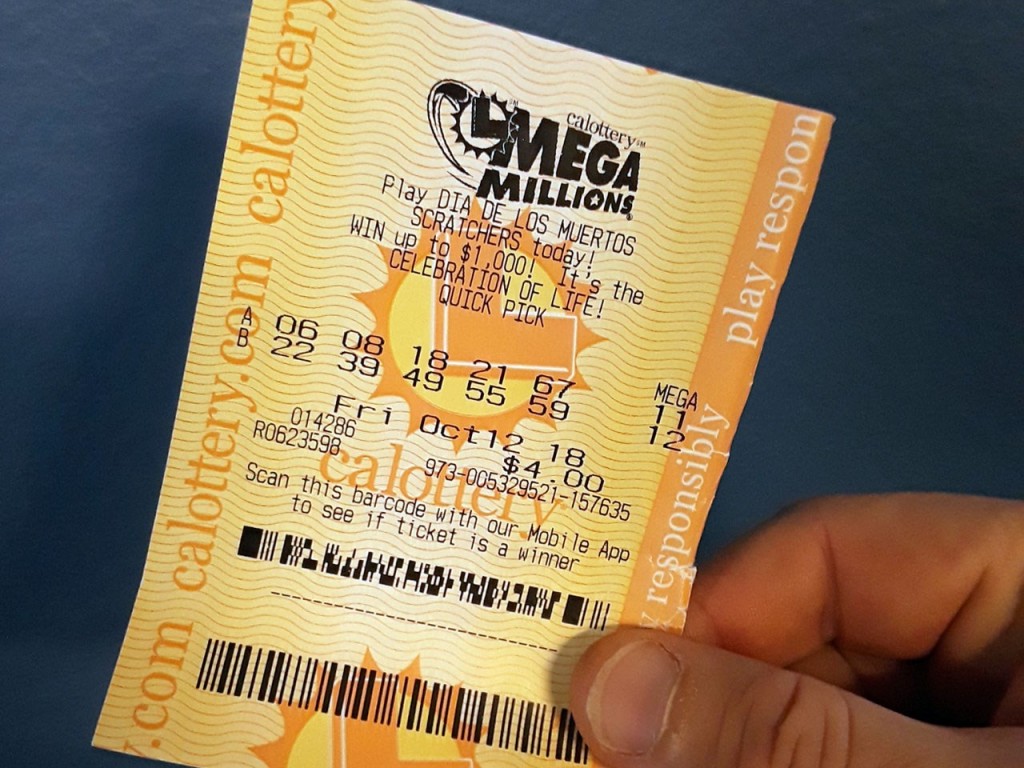 calottery℠
MEGA
MILLIONS®
Play DIA DE LOS MUERTOS
SCRATCHERS today!
WIN up to $1,000! It's the
CELEBRATION OF LIFE!
QUICK PICK
MEGA
A 06 08 18 21 67 11
B 22 39 49 55 59 12
Fri Oct12 18
014286 $4.00
R0623598 973-005329521-157635
Scan this barcode with our Mobile App
to see if ticket is a winner
calottery
y.com calottery.com calottery
play respon
responsibly